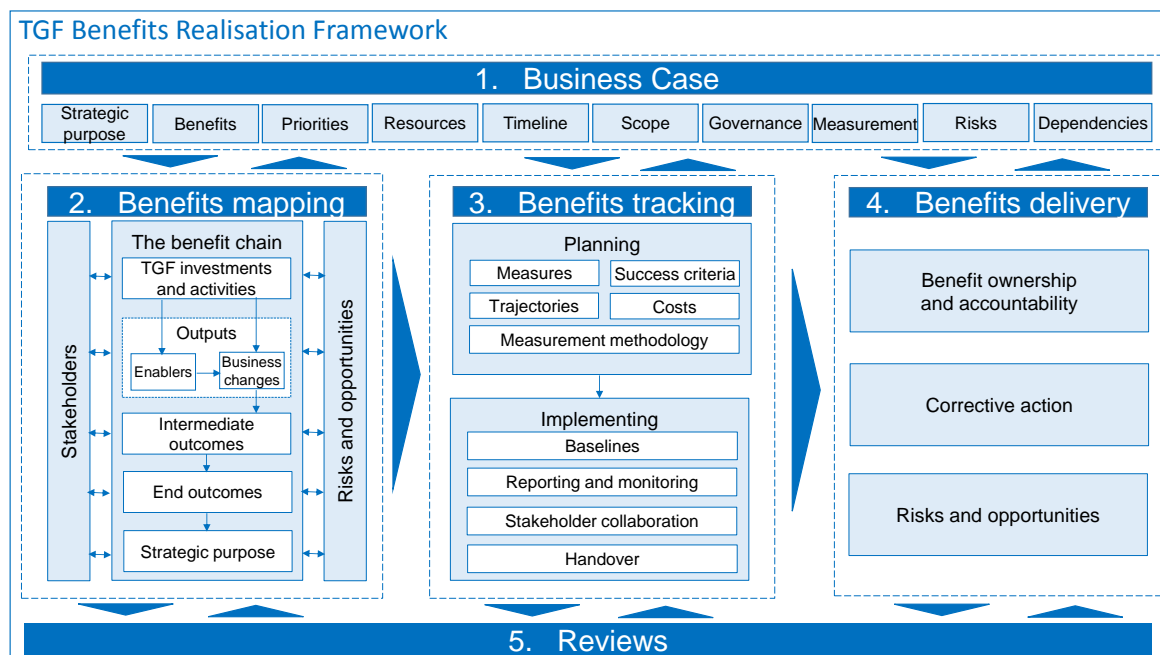 TGF Benefits Realisation Framework
1. Business Case
Strategic
purpose
Benefits
Priorities
Resources
Timeline
Scope
Governance
Measurement
Risks
Dependencies
2. Benefits mapping
Stakeholders
The benefit chain
TGF investments
and activities
Outputs
Enablers
Business
changes
Intermediate
outcomes
End outcomes
Strategic purpose
Risks and opportunities
3. Benefits tracking
Planning
Measures
Success criteria
Trajectories
Costs
Measurement methodology
Implementing
Baselines
Reporting and monitoring
Stakeholder collaboration
Handover
4. Benefits delivery
Benefit ownership
and accountability
Corrective action
Risks and opportunities
5. Reviews